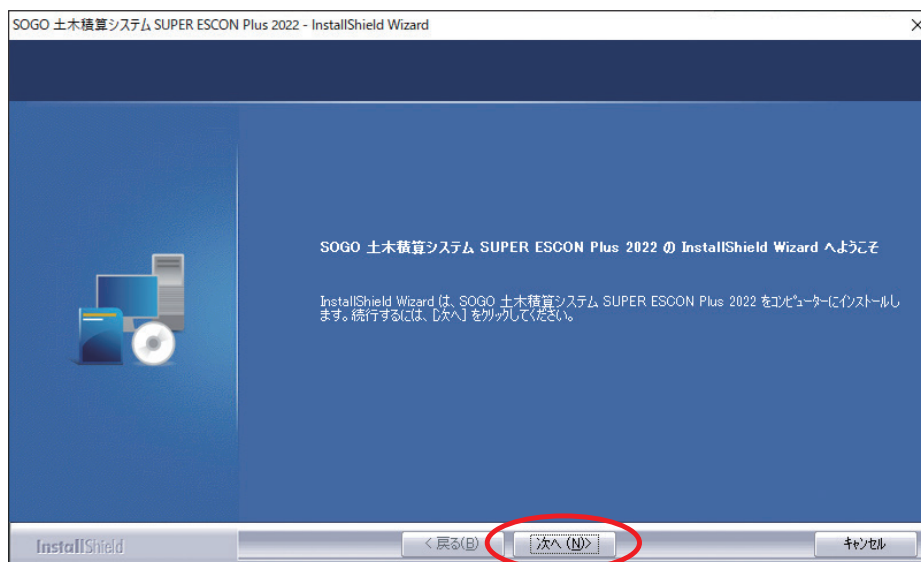 SOGO 土木積算システム SUPER ESCON Plus 2022 - InstallShield Wizard
SOGO 土木積算システム SUPER ESCON Plus 2022 の InstallShield Wizard へようこそ
InstallShield Wizard は、SOGO 土木積算システム SUPER ESCON Plus 2022 をコンピューターにインストールし
ます。続行するには、[次へ] をクリックしてください。
InstallShield
< 戻る(B)
次へ (N)>
キャンセル